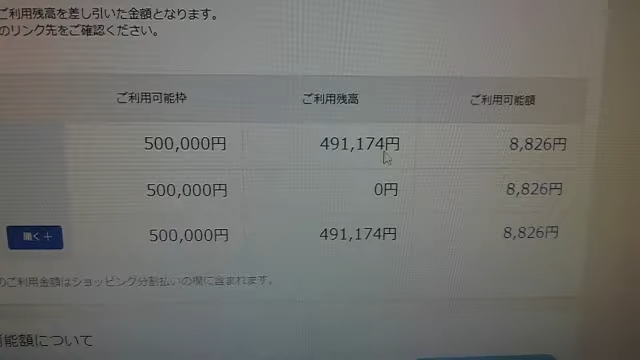 ご利用残高を差し引いた金額となります。
のリンク先をご確認ください。
ご利用可能枠 ご利用残高 ご利用可能額
500,000円 491,174円 8,826円
500,000円 0円 8,826円
開く+ 500,000円 491,174円 8,826円
のご利用金額はショッピング分割払いの欄に含まれます。
可能額について